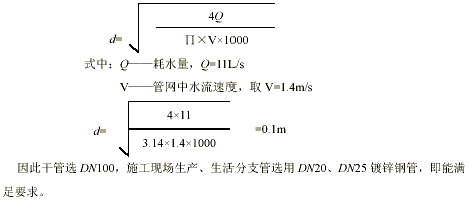 d=√(4Q / ∏×V×1000)
式中：Q——耗水量，Q=11L/s
V——管网中水流速度，取 V=1.4m/s
d=√(4×11 / 3.14×1.4×1000) =0.1m
因此干管选 DN100，施工现场生产、生活分支管选用 DN20、DN25 镀锌钢管，即能满
足要求。